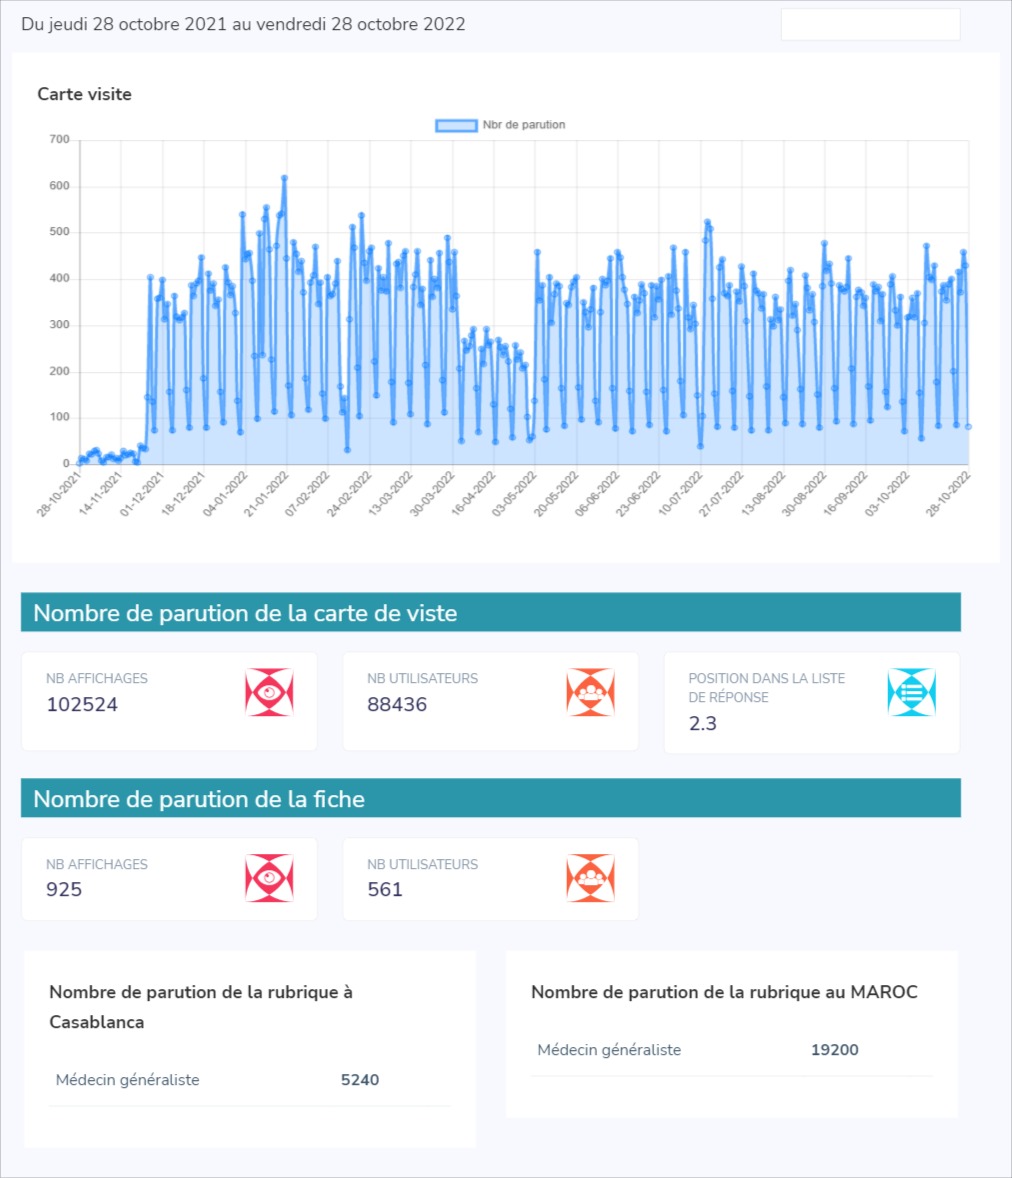 Du jeudi 28 octobre 2021 au vendredi 28 octobre 2022
Carte visite
Nbr de parution
700
600
500
400
300
200
100
0
28-10-2021
14-11-2021
01-12-2021
18-12-2021
04-01-2022
21-01-2022
07-02-2022
24-02-2022
13-03-2022
30-03-2022
16-04-2022
03-05-2022
20-05-2022
06-06-2022
23-06-2022
10-07-2022
27-07-2022
13-08-2022
30-08-2022
16-09-2022
03-10-2022
28-10-2022
Nombre de parution de la carte de viste
NB AFFICHAGES
102524
NB UTILISATEURS
88436
POSITION DANS LA LISTE
DE RÉPONSE
2.3
Nombre de parution de la fiche
NB AFFICHAGES
925
NB UTILISATEURS
561
Nombre de parution de la rubrique à
Casablanca
Médecin généraliste 5240
Nombre de parution de la rubrique au MAROC
Médecin généraliste 19200